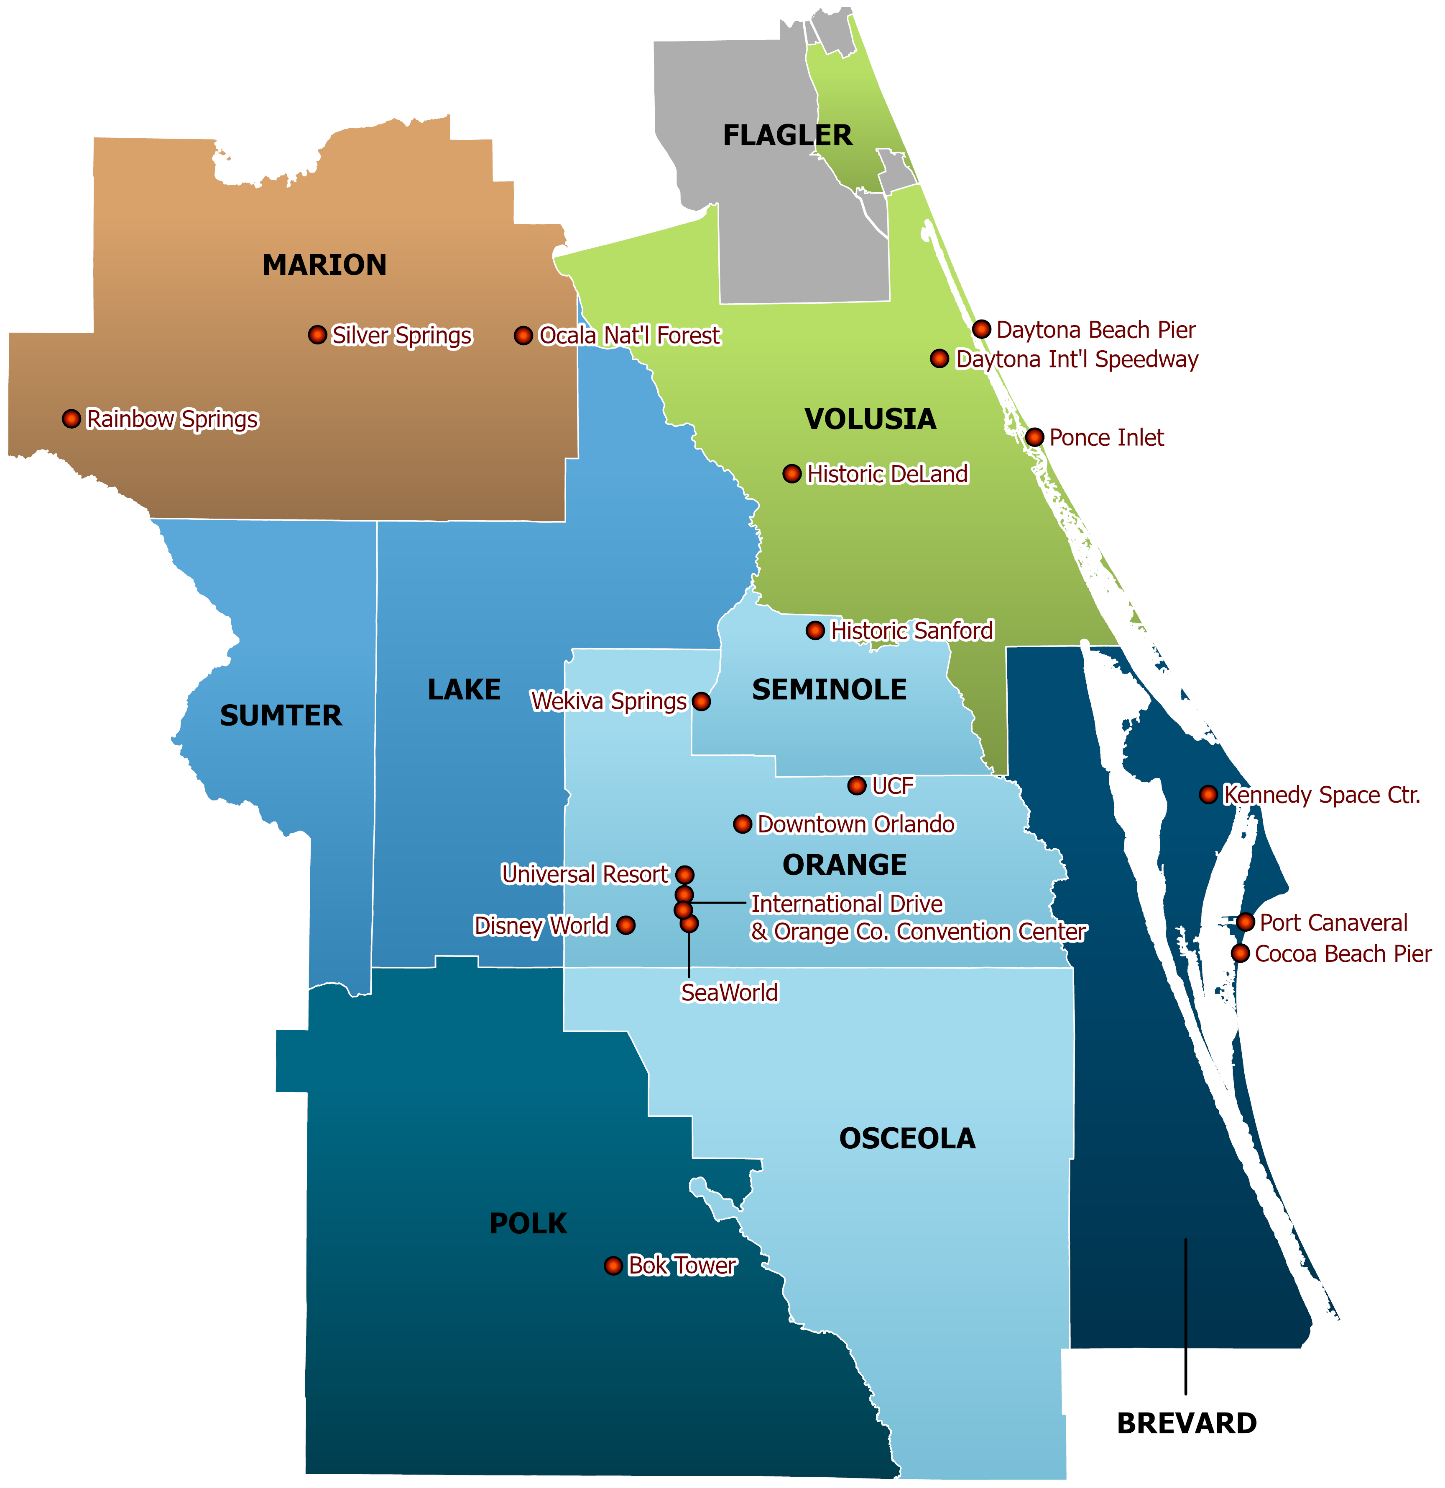 FLAGLER
MARION
Silver Springs
Ocala Nat'l Forest
Daytona Beach Pier
Daytona Int'l Speedway
Rainbow Springs
VOLUSIA
Ponce Inlet
Historic DeLand
Historic Sanford
LAKE
SEMINOLE
Wekiva Springs
SUMTER
UCF
Kennedy Space Ctr.
Downtown Orlando
ORANGE
Universal Resort
International Drive
& Orange Co. Convention Center
Disney World
Port Canaveral
Cocoa Beach Pier
SeaWorld
OSCEOLA
POLK
Bok Tower
BREVARD